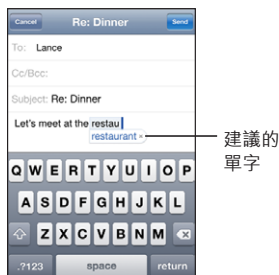 Cancel Re: Dinner Send
To: Lance
Cc/Bcc:
Subject: Re: Dinner
Let's meet at the restau
restaurant ×
建議的
單字
Q W E R T Y U I O P
A S D F G H J K L
Z X C V B N M
.?123 space return